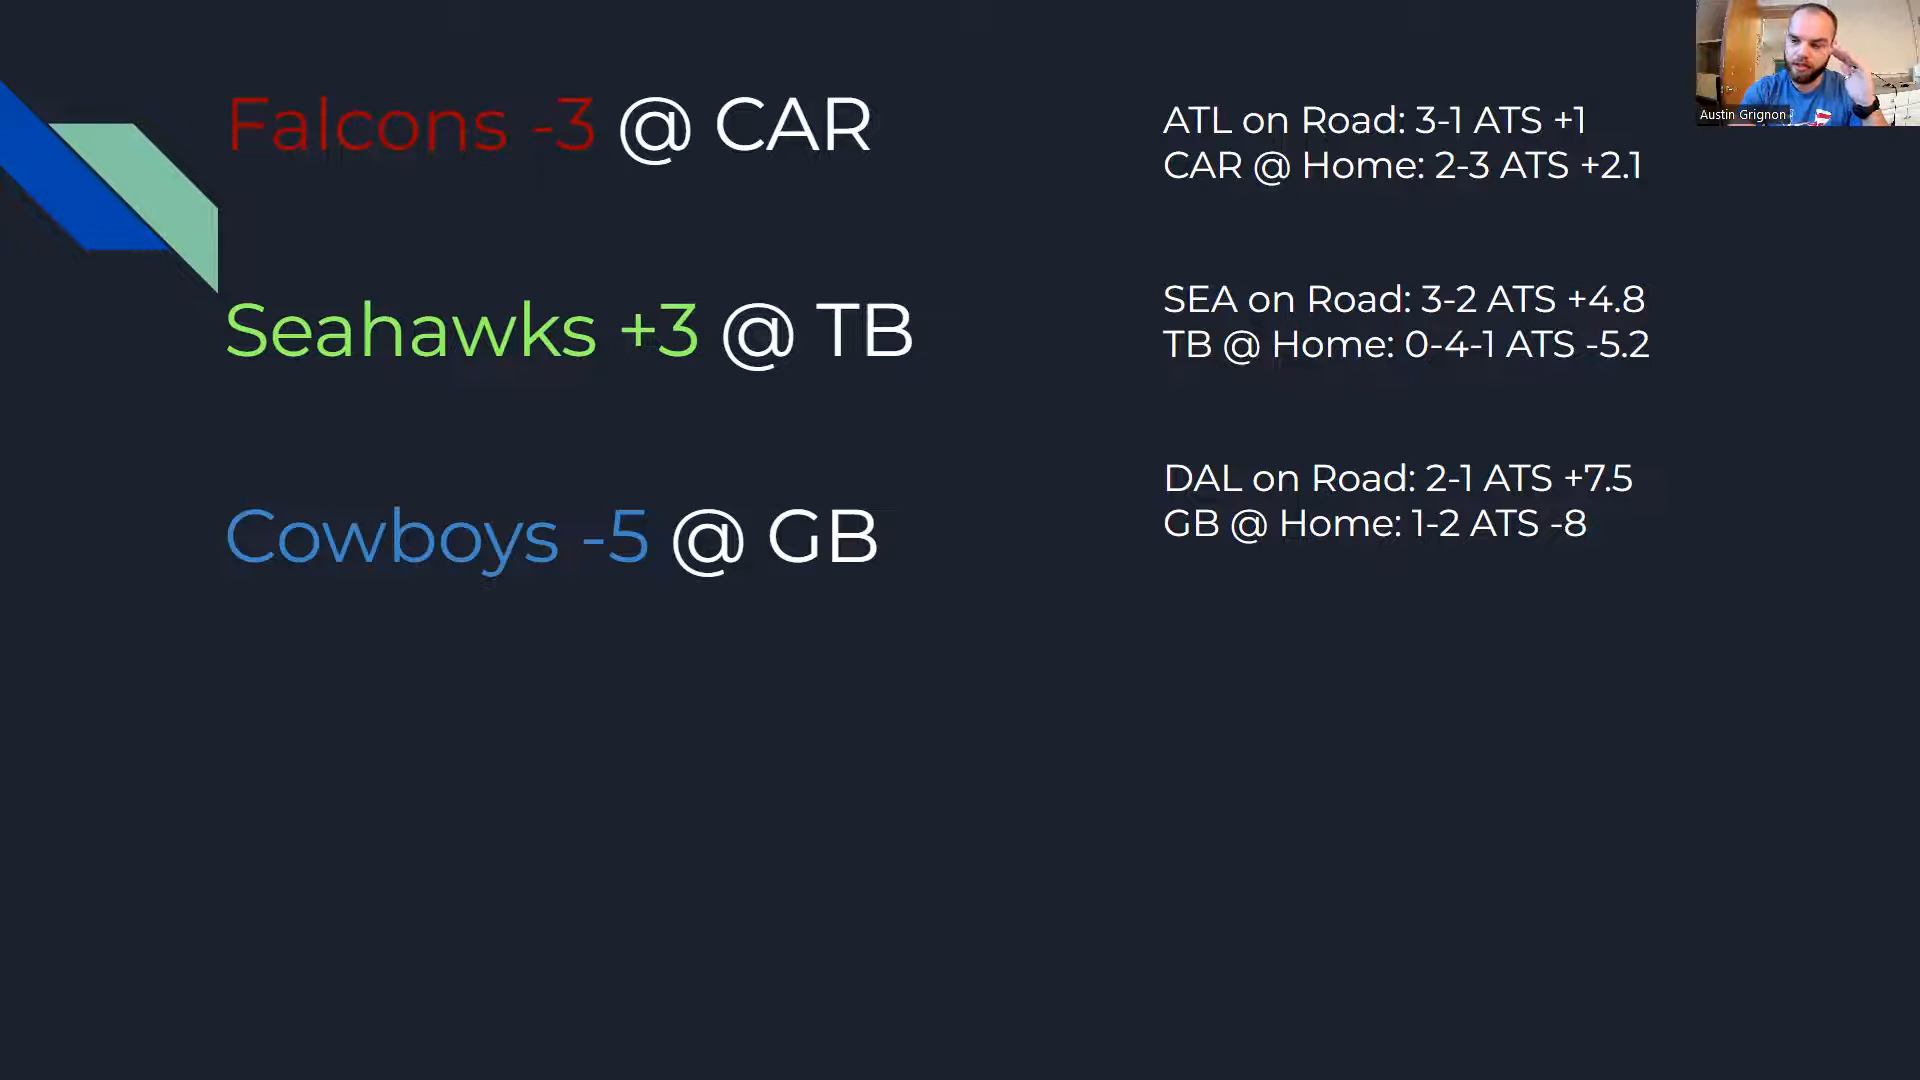 Falcons -3 @ CAR
ATL on Road: 3-1 ATS +1
CAR @ Home: 2-3 ATS +2.1
Seahawks +3 @ TB
SEA on Road: 3-2 ATS +4.8
TB @ Home: 0-4-1 ATS -5.2
Cowboys -5 @ GB
DAL on Road: 2-1 ATS +7.5
GB @ Home: 1-2 ATS -8
Austin Grignon